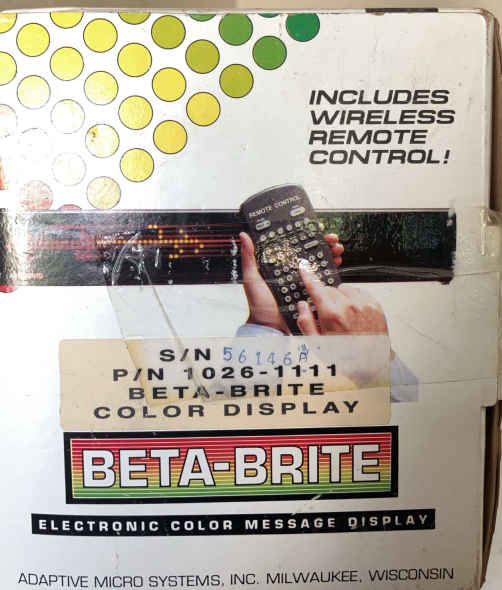 INCLUDES
WIRELESS
REMOTE
CONTROL!
REMOTE CONTROL
S/N 56146A
P/N 1026-1111
BETA-BRITE
COLOR DISPLAY
BETA-BRITE
ELECTRONIC COLOR MESSAGE DISPLAY
ADAPTIVE MICRO SYSTEMS, INC. MILWAUKEE, WISCONSIN